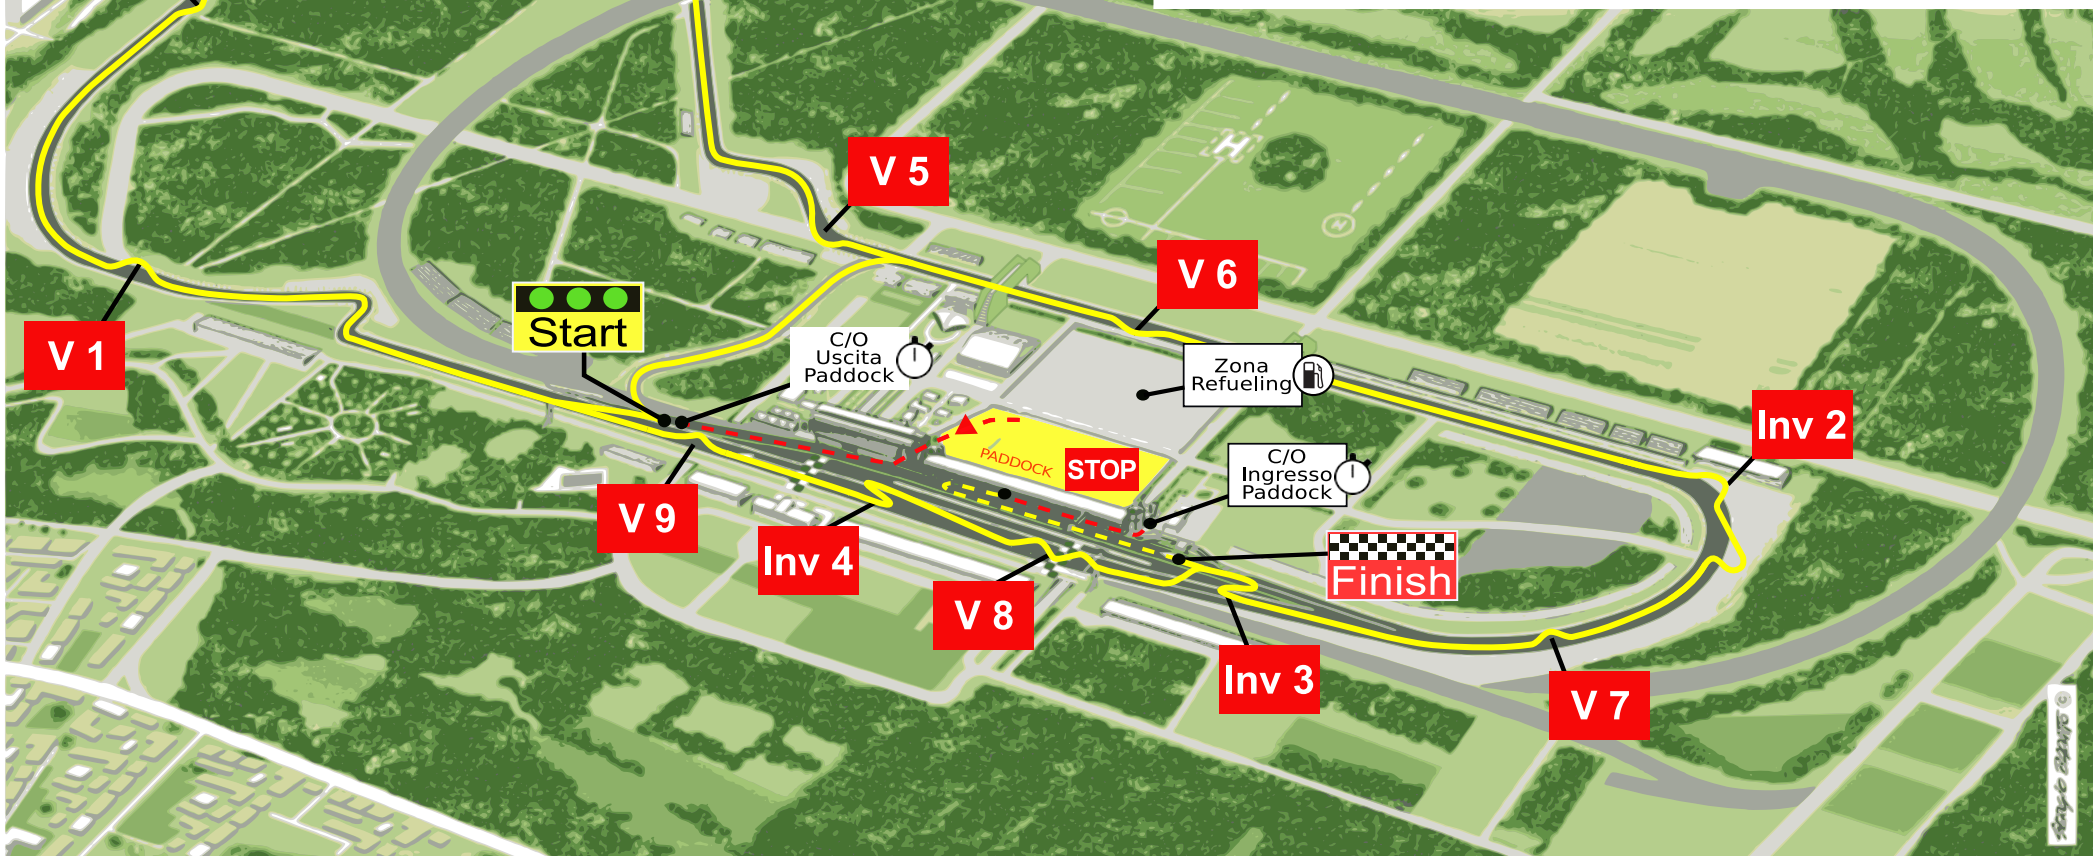 V 5
V 6
Start
C/O
Uscita
Paddock
V 1
Zona
Refueling
Inv 2
PADDOCK
STOP
C/O
Ingresso
Paddock
V 9
Inv 4
Finish
V 8
Inv 3
V 7
H